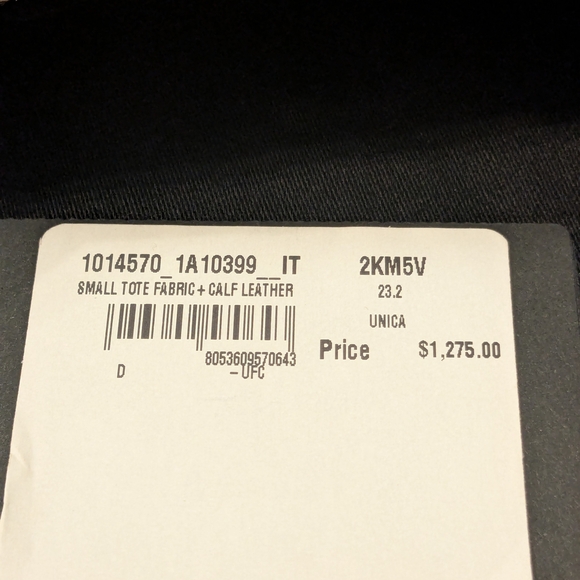 1014570_1A10399__IT 2KM5V
SMALL TOTE FABRIC + CALF LEATHER 23.2
UNICA
8053609570643 Price $1,275.00
D - UFC